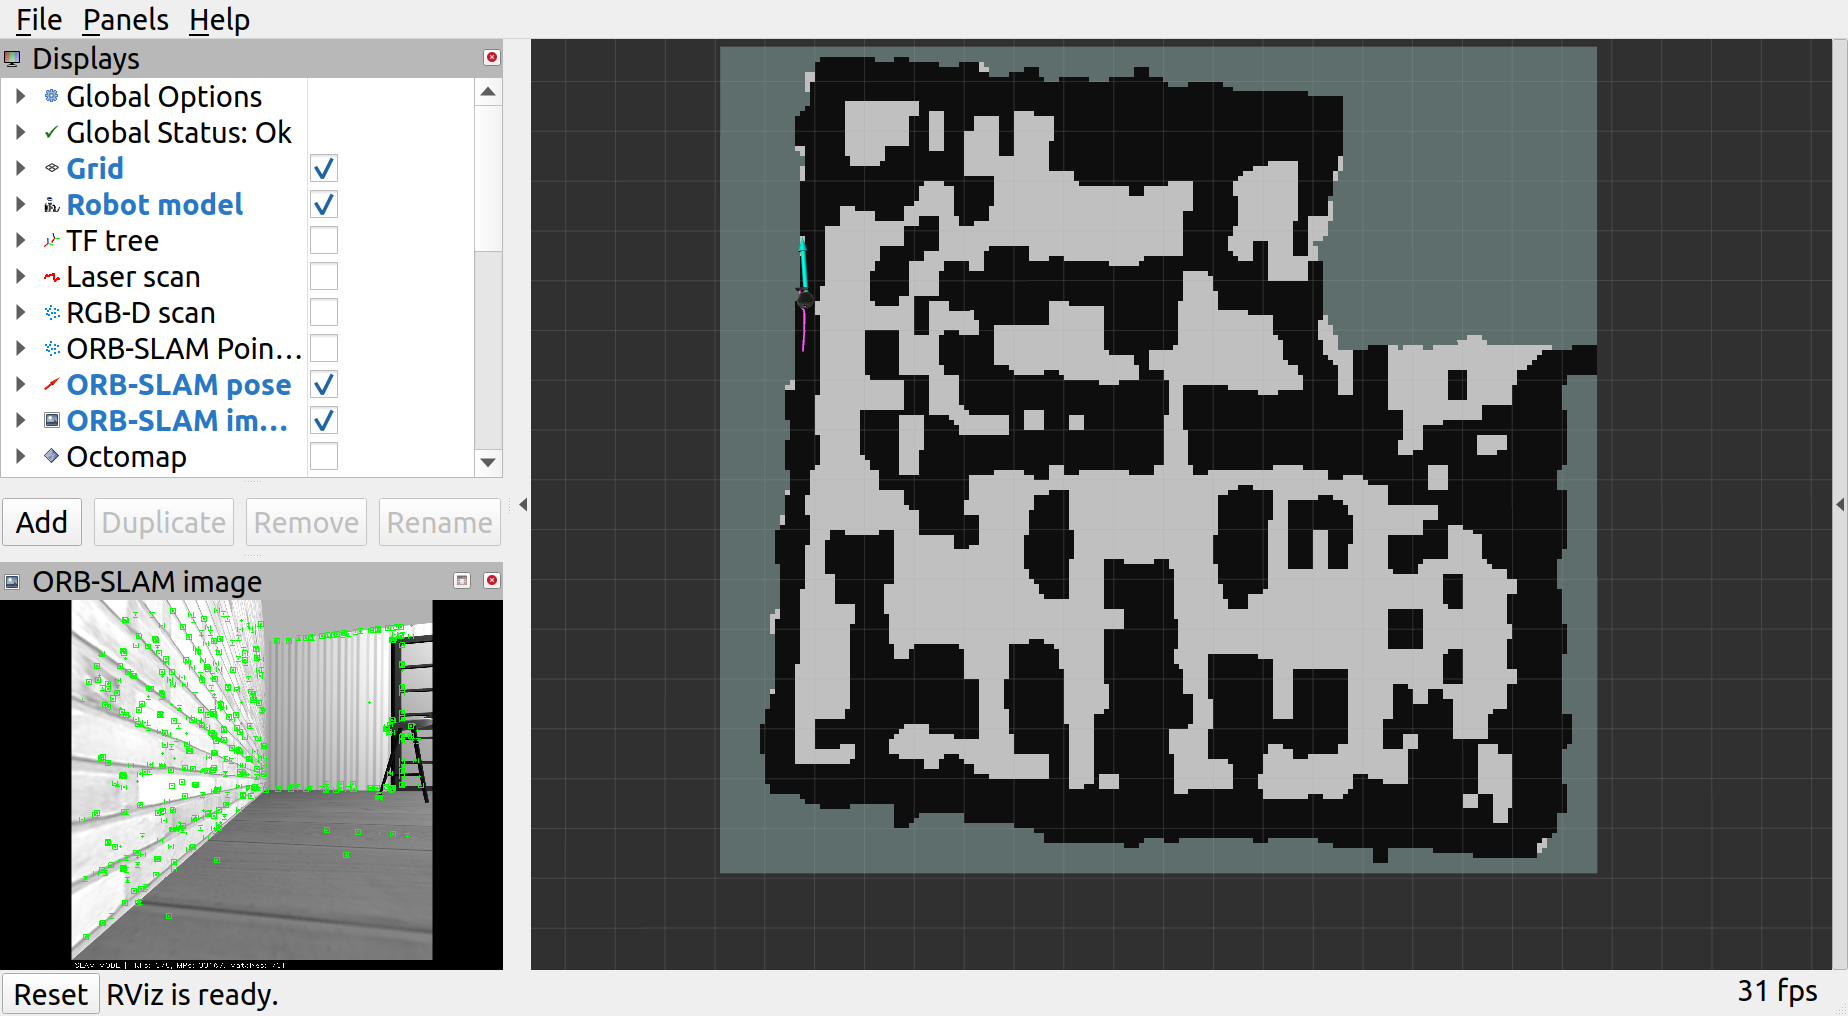 File Panels Help
Displays
Global Options
Global Status: Ok
Grid
Robot model
TF tree
Laser scan
RGB-D scan
ORB-SLAM Poin...
ORB-SLAM pose
ORB-SLAM im...
Octomap
Add Duplicate Remove Rename
ORB-SLAM image
Reset RViz is ready.
31 fps